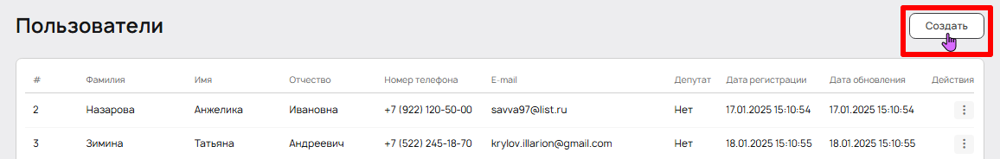 Пользователи
Создать
# Фамилия Имя Отчество Номер телефона E-mail Депутат Дата регистрации Дата обновления Действия
2 Назарова Анжелика Ивановна +7 (922) 120-50-00 savva97@list.ru Нет 17.01.2025 15:10:54 17.01.2025 15:10:54
3 Зимина Татьяна Андреевич +7 (522) 245-18-70 krylov.illarion@gmail.com Нет 18.01.2025 15:10:55 18.01.2025 15:10:55